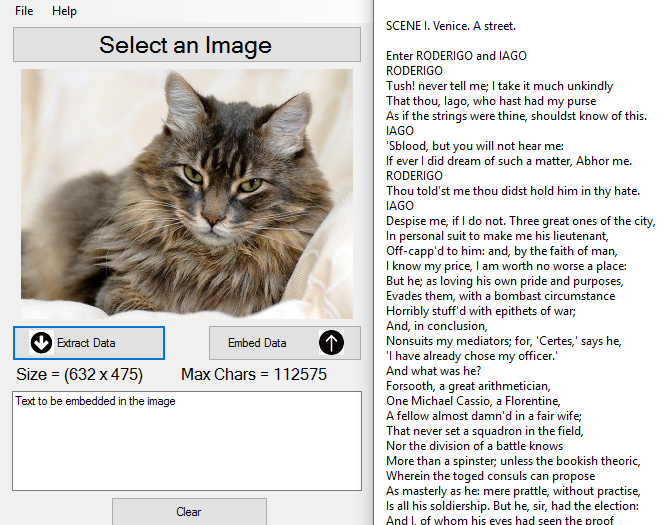 File Help
Select an Image
Extract Data
Embed Data
Size = (632 x 475) Max Chars = 112575
Text to be embedded in the image
Clear
SCENE I. Venice. A street.
Enter RODERIGO and IAGO
RODERIGO
Tush! never tell me; I take it much unkindly
That thou, Iago, who hast had my purse
As if the strings were thine, shouldst know of this.
IAGO
'Sblood, but you will not hear me:
If ever I did dream of such a matter, Abhor me.
RODERIGO
Thou told'st me thou didst hold him in thy hate.
IAGO
Despise me, if I do not. Three great ones of the city,
In personal suit to make me his lieutenant,
Off-capp'd to him: and, by the faith of man,
I know my price, I am worth no worse a place:
But he; as loving his own pride and purposes,
Evades them, with a bombast circumstance
Horribly stuff'd with epithets of war;
And, in conclusion,
Nonsuits my mediators; for, 'Certes,' says he,
'I have already chose my officer.'
And what was he?
Forsooth, a great arithmetician,
One Michael Cassio, a Florentine,
A fellow almost damn'd in a fair wife;
That never set a squadron in the field,
Nor the division of a battle knows
More than a spinster; unless the bookish theoric,
Wherein the toged consuls can propose
As masterly as he: mere prattle, without practise,
Is all his soldiership. But he, sir, had the election:
And I, of whom his eyes had seen the proof